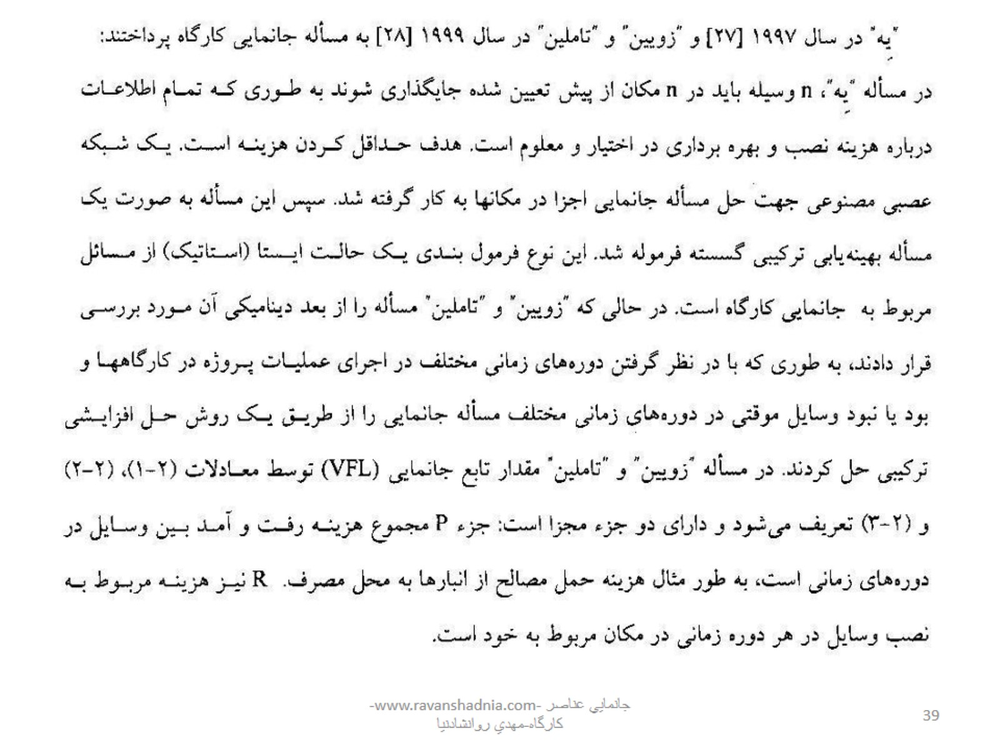 "یِه" در سال ۱۹۹۷ [۲۷] و "زویین" و "تاملین" در سال ۱۹۹۹ [۲۸] به مسأله جانمایی کارگاه پرداختند:
در مسأله "یِه"، n وسیله باید در n مکان از پیش تعیین شده جایگذاری شوند به طوری که تمام اطلاعات
درباره هزینه نصب و بهره برداری در اختیار و معلوم است. هدف حداقل کردن هزینه است. یک شبکه
عصبی مصنوعی جهت حل مسأله جانمایی اجزا در مکانها به کار گرفته شد. سپس این مسأله به صورت یک
مسأله بهینه‌یابی ترکیبی گسسته فرموله شد. این نوع فرمول بندی یک حالت ایستا (استاتیک) از مسائل
مربوط به جانمایی کارگاه است. در حالی که "زویین" و "تاملین" مسأله را از بعد دینامیکی آن مورد بررسی
قرار دادند، به طوری که با در نظر گرفتن دوره‌های زمانی مختلف در اجرای عملیات پروژه در کارگاهها و
بود یا نبود وسایل موقتی در دوره‌های زمانی مختلف مسأله جانمایی را از طریق یک روش حل افزایشی
ترکیبی حل کردند. در مسأله "زویین" و "تاملین" مقدار تابع جانمایی (VFL) توسط معادلات (۲-۱)، (۲-۲)
و (۲-۳) تعریف می‌شود و دارای دو جزء مجزا است: جزء P مجموع هزینه رفت و آمد بین وسایل در
دوره‌های زمانی است، به طور مثال هزینه حمل مصالح از انبارها به محل مصرف. R نیز هزینه مربوط به
نصب وسایل در هر دوره زمانی در مکان مربوط به خود است.
جانمایي عناصر -www.ravanshadnia.com-
کارگاه-مهدي روانشادنیا
39